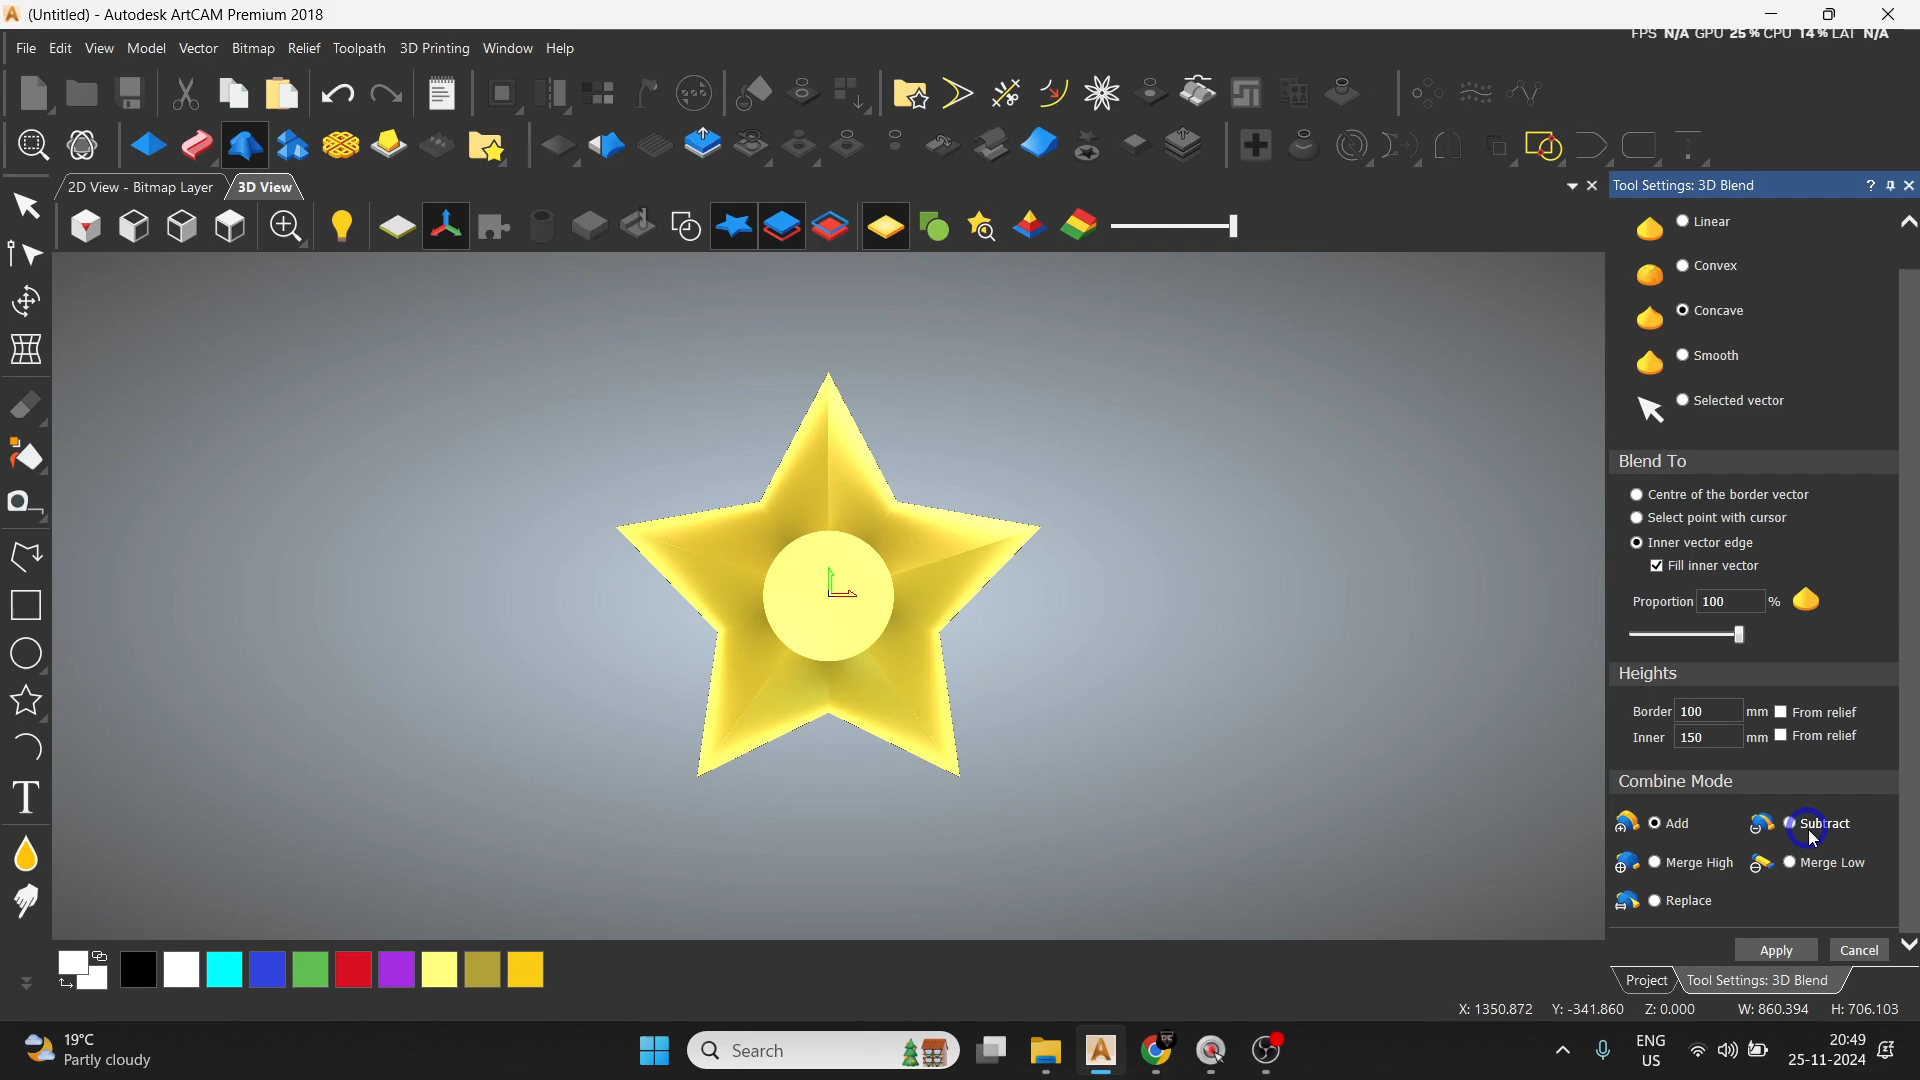 (Untitled) - Autodesk ArtCAM Premium 2018
FPS N/A GPU 25 % CPU 14 % LAT N/A
File Edit View Model Vector Bitmap Relief Toolpath 3D Printing Window Help
2D View - Bitmap Layer 3D View
Tool Settings: 3D Blend
Linear
Convex
Concave
Smooth
Selected vector
Blend To
Centre of the border vector
Select point with cursor
Inner vector edge
Fill inner vector
Proportion 100 %
Heights
Border 100 mm From relief
Inner 150 mm From relief
Combine Mode
Add Subtract
Merge High Merge Low
Replace
Apply Cancel
Project Tool Settings: 3D Blend
X: 1350.872 Y: -341.860 Z: 0.000 W: 860.394 H: 706.103
19°C
Partly cloudy
Search
ENG
US
20:49
25-11-2024